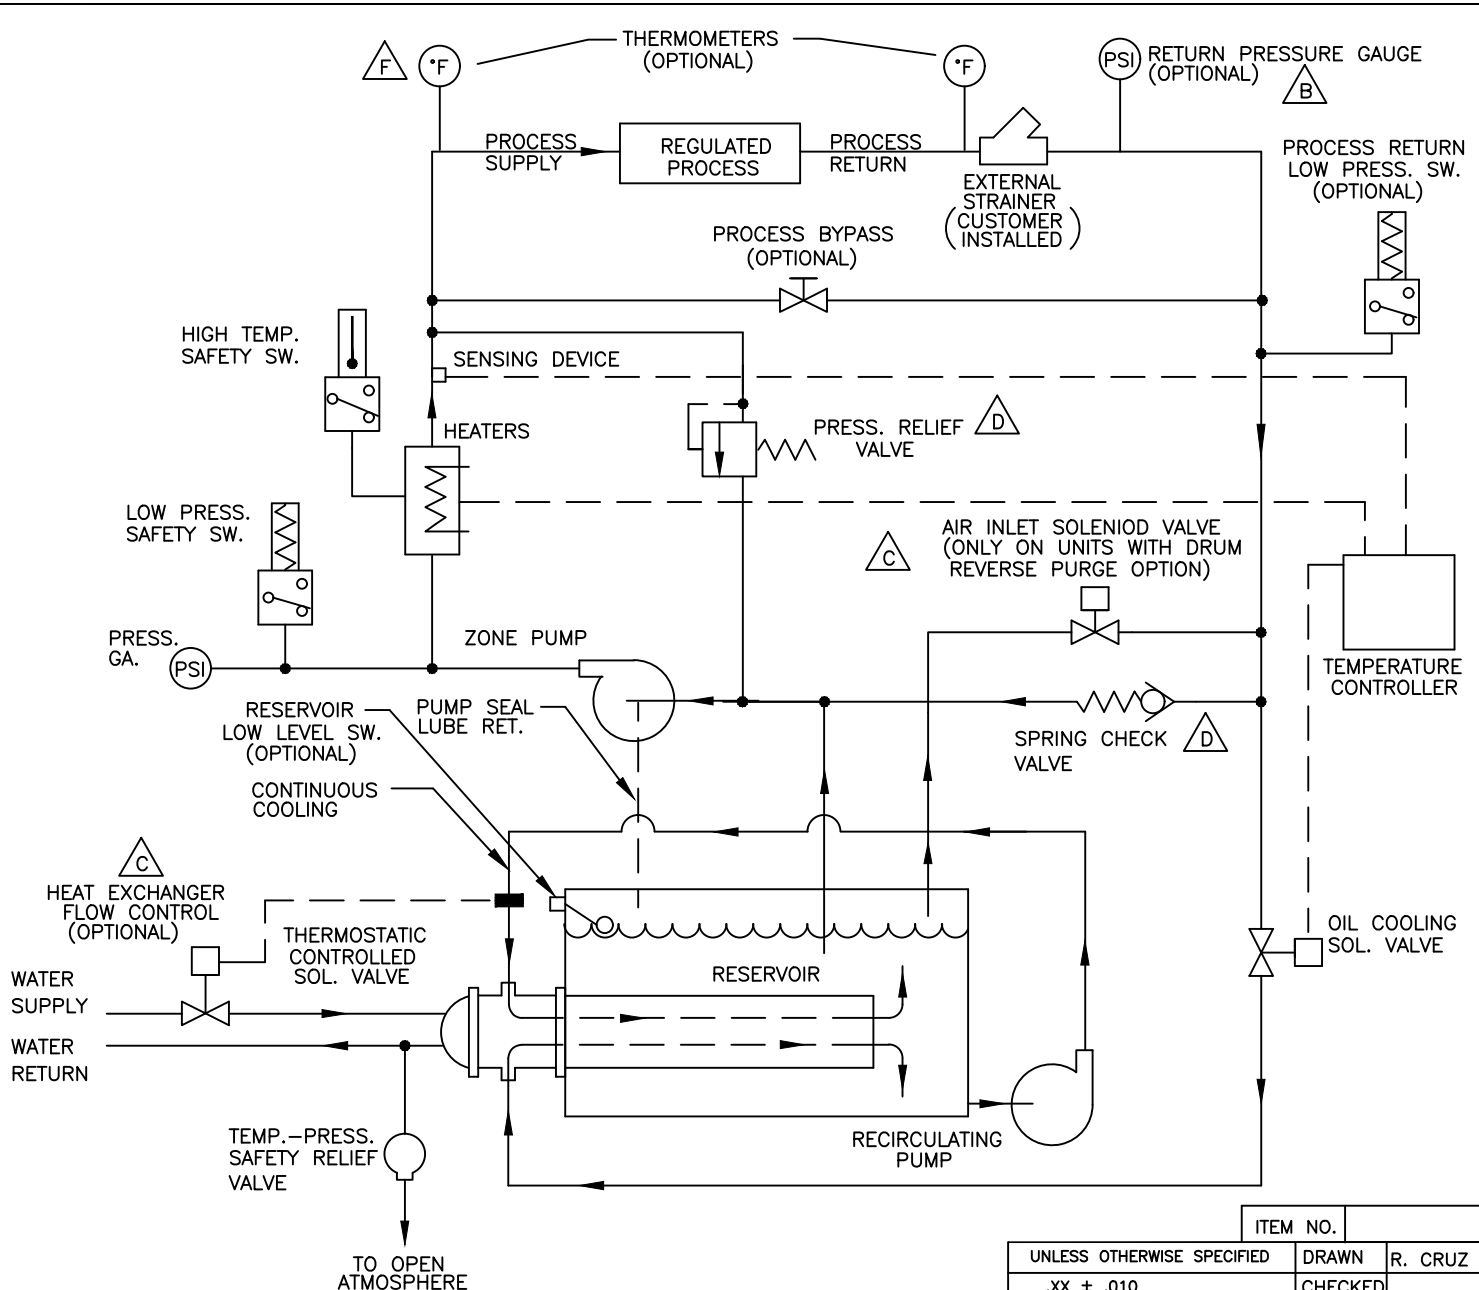 THERMOMETERS
(OPTIONAL)
F
°F
°F
PSI
RETURN PRESSURE GAUGE
(OPTIONAL)
B
PROCESS
SUPPLY
REGULATED
PROCESS
PROCESS
RETURN
EXTERNAL
STRAINER
(CUSTOMER
INSTALLED)
PROCESS RETURN
LOW PRESS. SW.
(OPTIONAL)
PROCESS BYPASS
(OPTIONAL)
HIGH TEMP.
SAFETY SW.
SENSING DEVICE
HEATERS
PRESS. RELIEF
VALVE
D
LOW PRESS.
SAFETY SW.
C
AIR INLET SOLENIOD VALVE
(ONLY ON UNITS WITH DRUM
REVERSE PURGE OPTION)
PRESS.
GA.
PSI
ZONE PUMP
TEMPERATURE
CONTROLLER
RESERVOIR
LOW LEVEL SW.
(OPTIONAL)
PUMP SEAL
LUBE RET.
SPRING CHECK
VALVE
D
CONTINUOUS
COOLING
C
HEAT EXCHANGER
FLOW CONTROL
(OPTIONAL)
THERMOSTATIC
CONTROLLED
SOL. VALVE
OIL COOLING
SOL. VALVE
RESERVOIR
WATER
SUPPLY
WATER
RETURN
TEMP.-PRESS.
SAFETY RELIEF
VALVE
RECIRCULATING
PUMP
TO OPEN
ATMOSPHERE
ITEM NO.
UNLESS OTHERWISE SPECIFIED
DRAWN
R. CRUZ
.XX ± .010
CHECKED